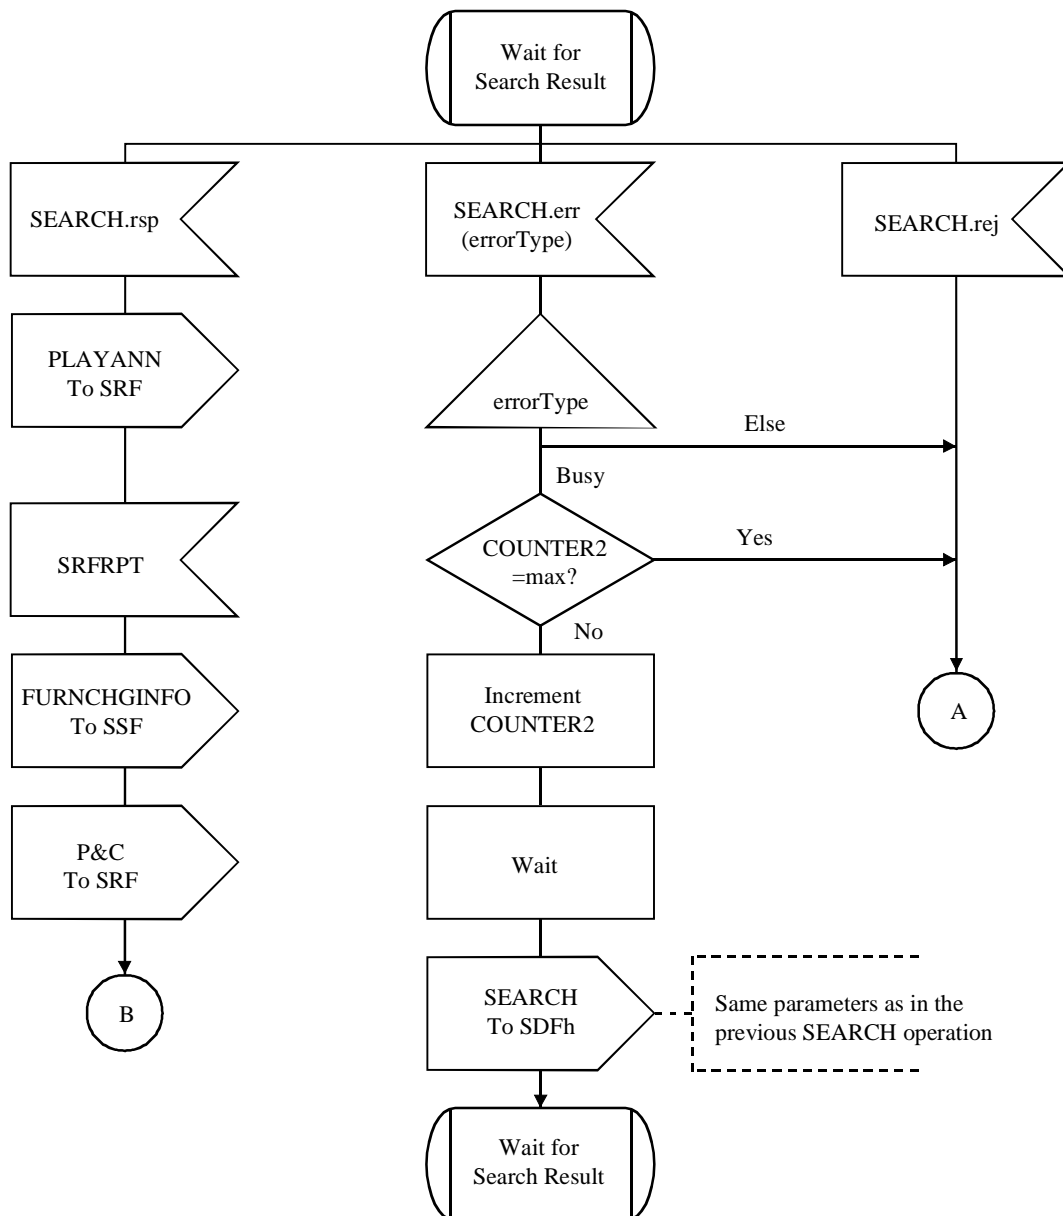 Wait for
Search Result
SEARCH.rsp
SEARCH.err
(errorType)
SEARCH.rej
PLAYANN
To SRF
errorType
Else
Busy
SRFRPT
COUNTER2
=max?
Yes
No
FURNCHGINFO
To SSF
Increment
COUNTER2
A
P&C
To SRF
Wait
B
SEARCH
To SDFh
Same parameters as in the
previous SEARCH operation
Wait for
Search Result